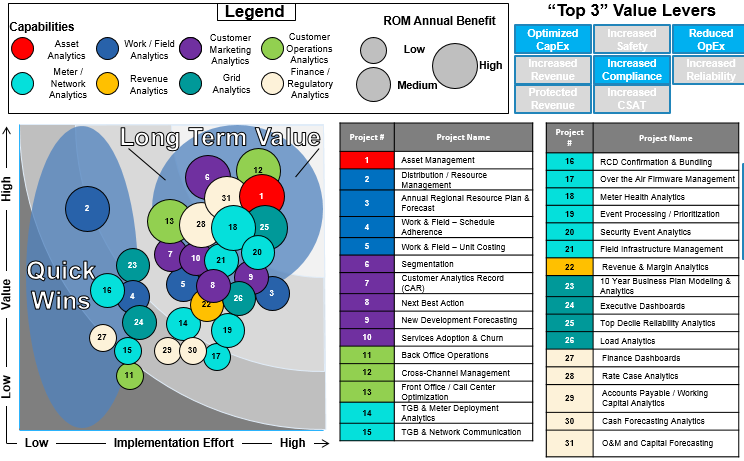 Legend
Capabilities
Asset
Analytics
Work / Field
Analytics
Customer
Marketing
Analytics
Customer
Operations
Analytics
Meter /
Network
Analytics
Revenue
Analytics
Grid
Analytics
Finance /
Regulatory
Analytics
ROM Annual Benefit
Low
Medium
High
“Top 3” Value Levers
Optimized
CapEx
Increased
Safety
Reduced
OpEx
Increased
Revenue
Increased
Compliance
Increased
Reliability
Protected
Revenue
Increased
CSAT
High
Value
Low
Long Term Value
Quick
Wins
12
6
1
31
2
13
28
18
25
7
10
21
20
23
9
16
4
5
8
26
3
22
24
14
19
27
15
29
30
17
11
Low
Implementation Effort
High
Project #
Project Name
1
Asset Management
2
Distribution / Resource
Management
3
Annual Regional Resource Plan &
Forecast
4
Work & Field – Schedule
Adherence
5
Work & Field – Unit Costing
6
Segmentation
7
Customer Analytics Record
(CAR)
8
Next Best Action
9
New Development Forecasting
10
Services Adoption & Churn
11
Back Office Operations
12
Cross-Channel Management
13
Front Office / Call Center
Optimization
14
TGB & Meter Deployment
Analytics
15
TGB & Network Communication
Project
#
Project Name
16
RCD Confirmation & Bundling
17
Over the Air Firmware Management
18
Meter Health Analytics
19
Event Processing / Prioritization
20
Security Event Analytics
21
Field Infrastructure Management
22
Revenue & Margin Analytics
23
10 Year Business Plan Modeling &
Analytics
24
Executive Dashboards
25
Top Decile Reliability Analytics
26
Load Analytics
27
Finance Dashboards
28
Rate Case Analytics
29
Accounts Payable / Working
Capital Analytics
30
Cash Forecasting Analytics
31
O&M and Capital Forecasting